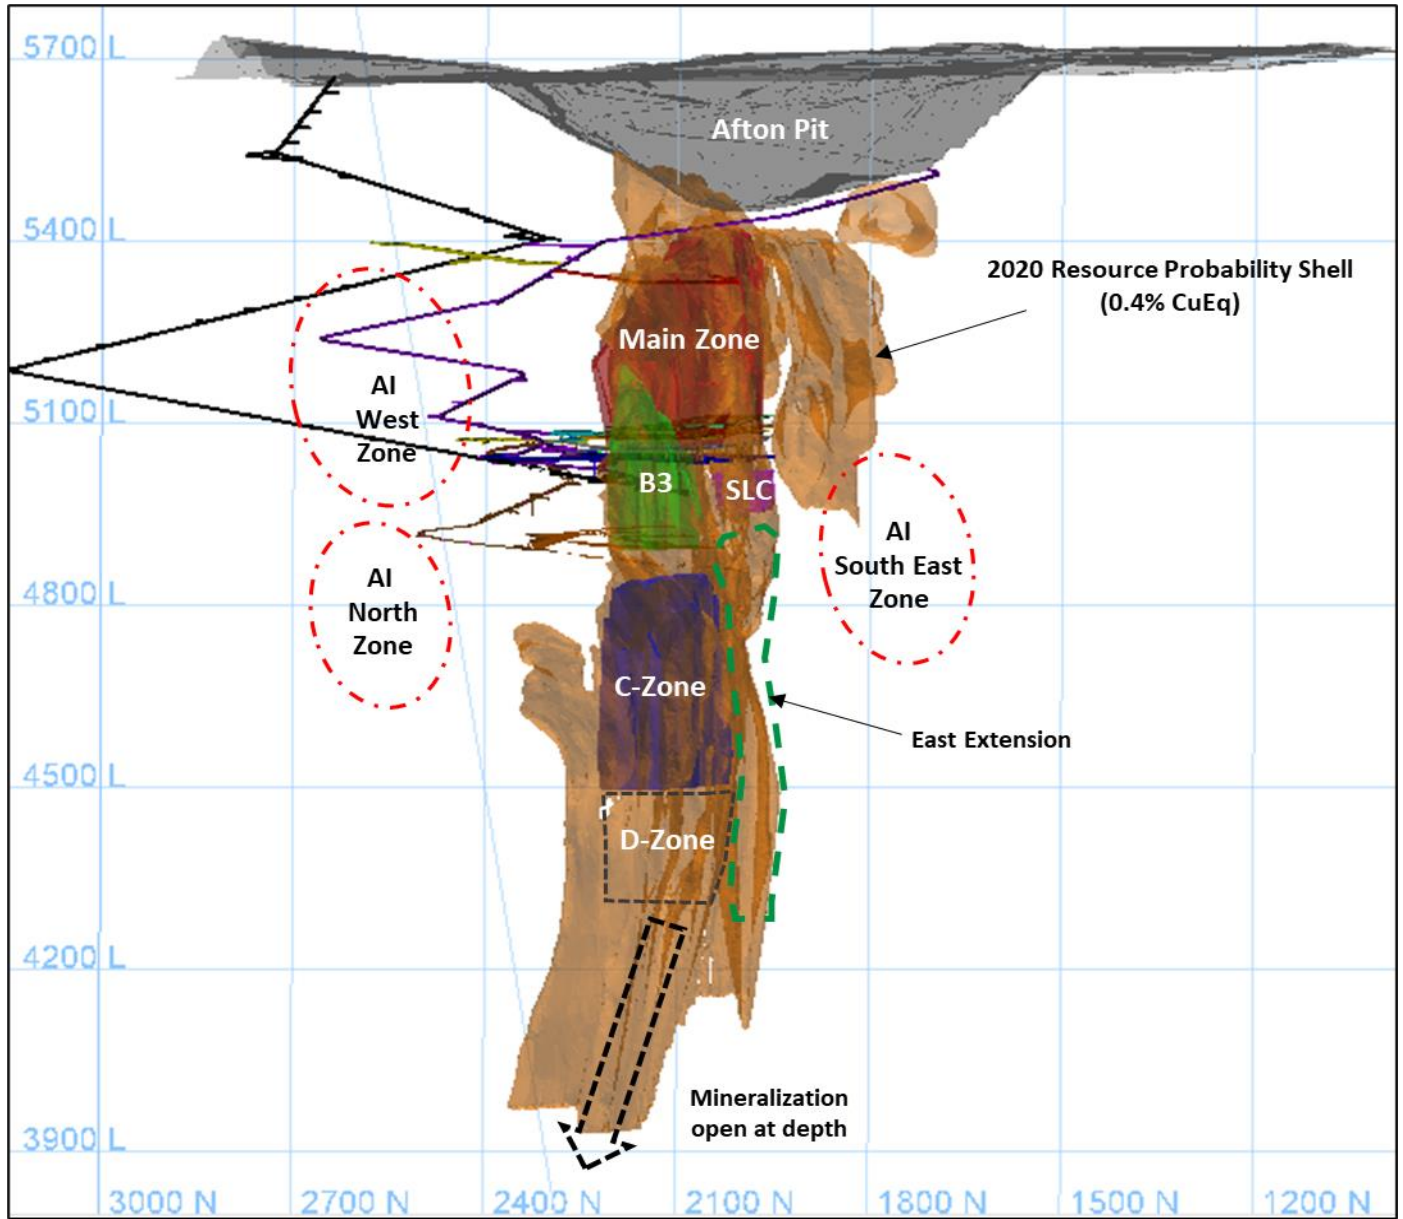 5700 L
Afton Pit
5400 L
2020 Resource Probability Shell
(0.4% CuEq)
Main Zone
AI
West
Zone
5100 L
B3
SLC
AI
South East
Zone
AI
North
Zone
4800 L
C-Zone
East Extension
4500 L
D-Zone
4200 L
Mineralization
open at depth
3900 L
3000 N
2700 N
2400 N
2100 N
1800 N
1500 N
1200 N